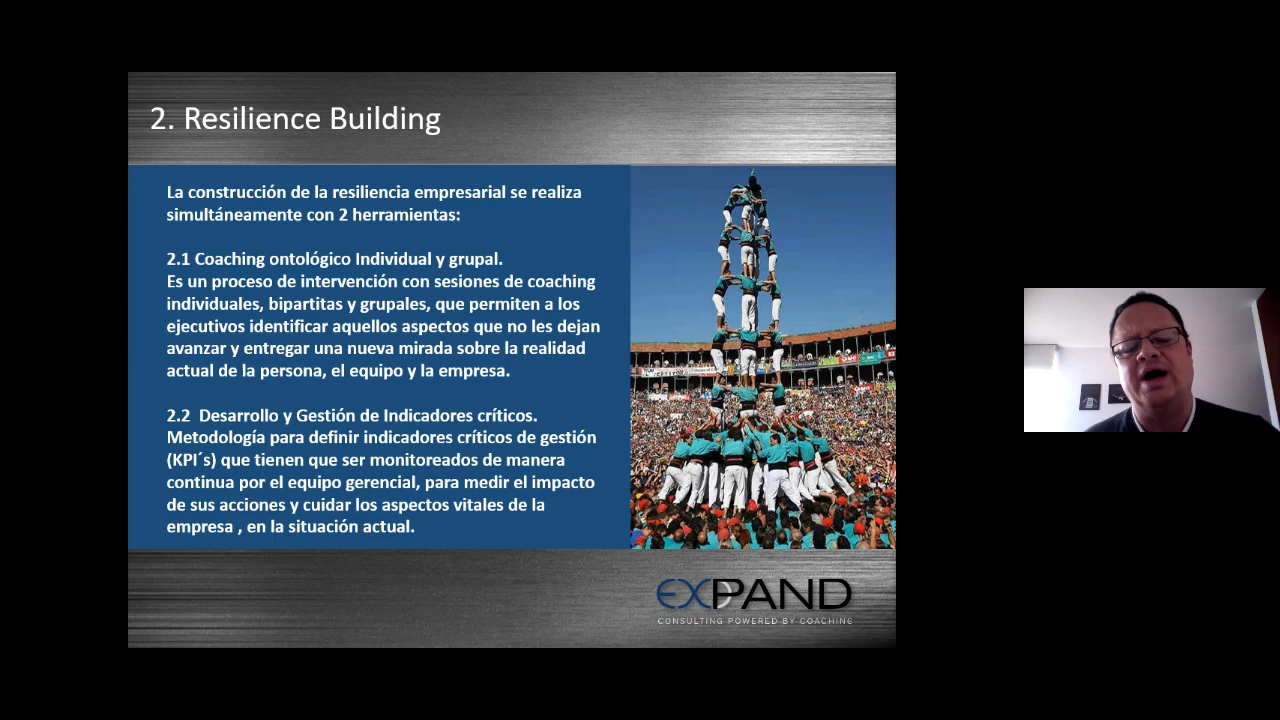 2. Resilience Building
La construcción de la resiliencia empresarial se realiza
simultáneamente con 2 herramientas:
2.1 Coaching ontológico Individual y grupal.
Es un proceso de intervención con sesiones de coaching
individuales, bipartitas y grupales, que permiten a los
ejecutivos identificar aquellos aspectos que no les dejan
avanzar y entregar una nueva mirada sobre la realidad
actual de la persona, el equipo y la empresa.
2.2  Desarrollo y Gestión de Indicadores críticos.
Metodología para definir indicadores críticos de gestión
(KPI´s) que tienen que ser monitoreados de manera
continua por el equipo gerencial, para medir el impacto
de sus acciones y cuidar los aspectos vitales de la
empresa , en la situación actual.
EXPAND
CONSULTING POWERED BY COACHING